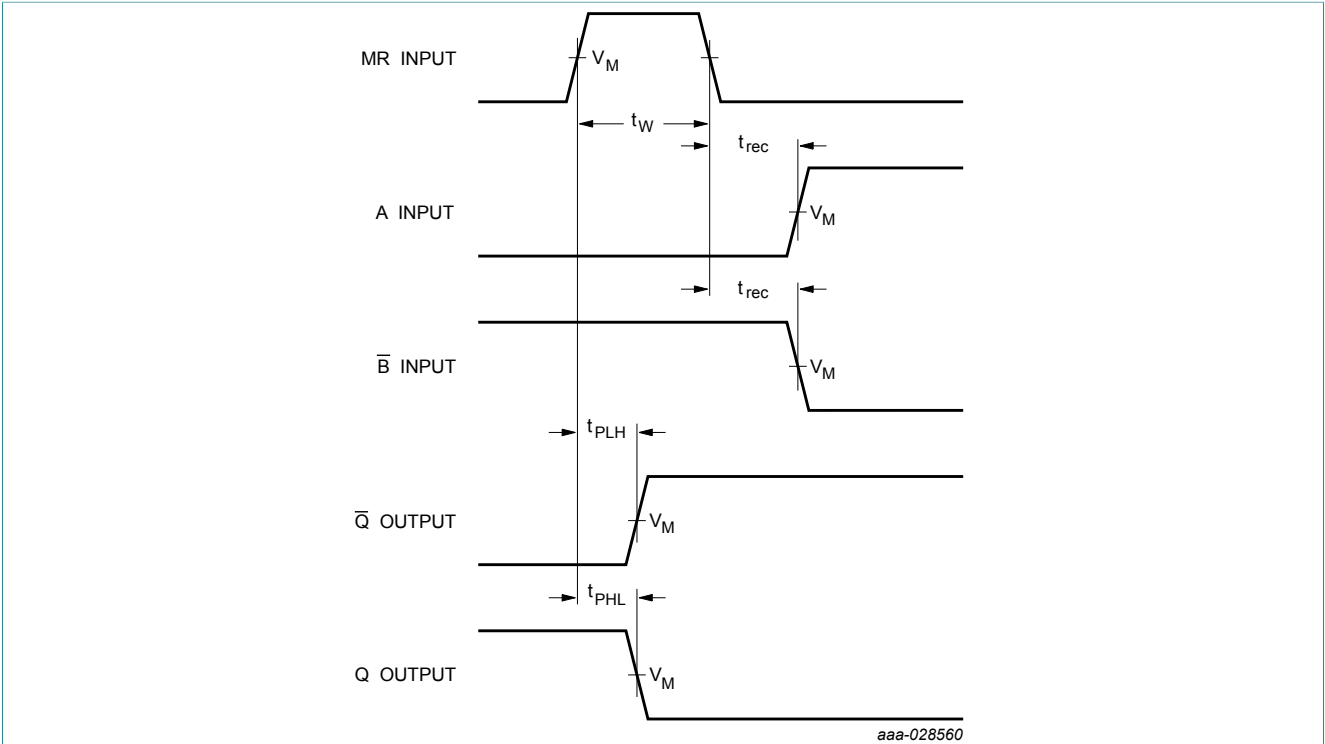 MR INPUT
V_M
t_W
t_rec
A INPUT
V_M
t_rec
B̅ INPUT
V_M
t_PLH
Q̅ OUTPUT
V_M
t_PHL
Q OUTPUT
V_M
aaa-028560